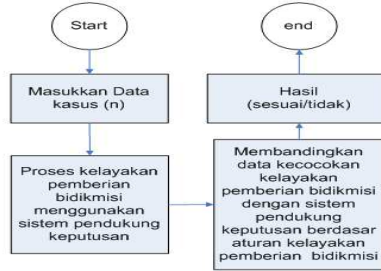 Start
Masukkan Data
kasus (n)
Proses kelayakan
pemberian
bidikmisi
menggunakan
sistem pendukung
keputusan
Membandingkan
data kecocokan
kelayakan
pemberian bidikmisi
dengan sistem
pendukung
keputusan berdasar
aturan kelayakan
pemberian bidikmisi
Hasil
(sesuai/tidak)
end